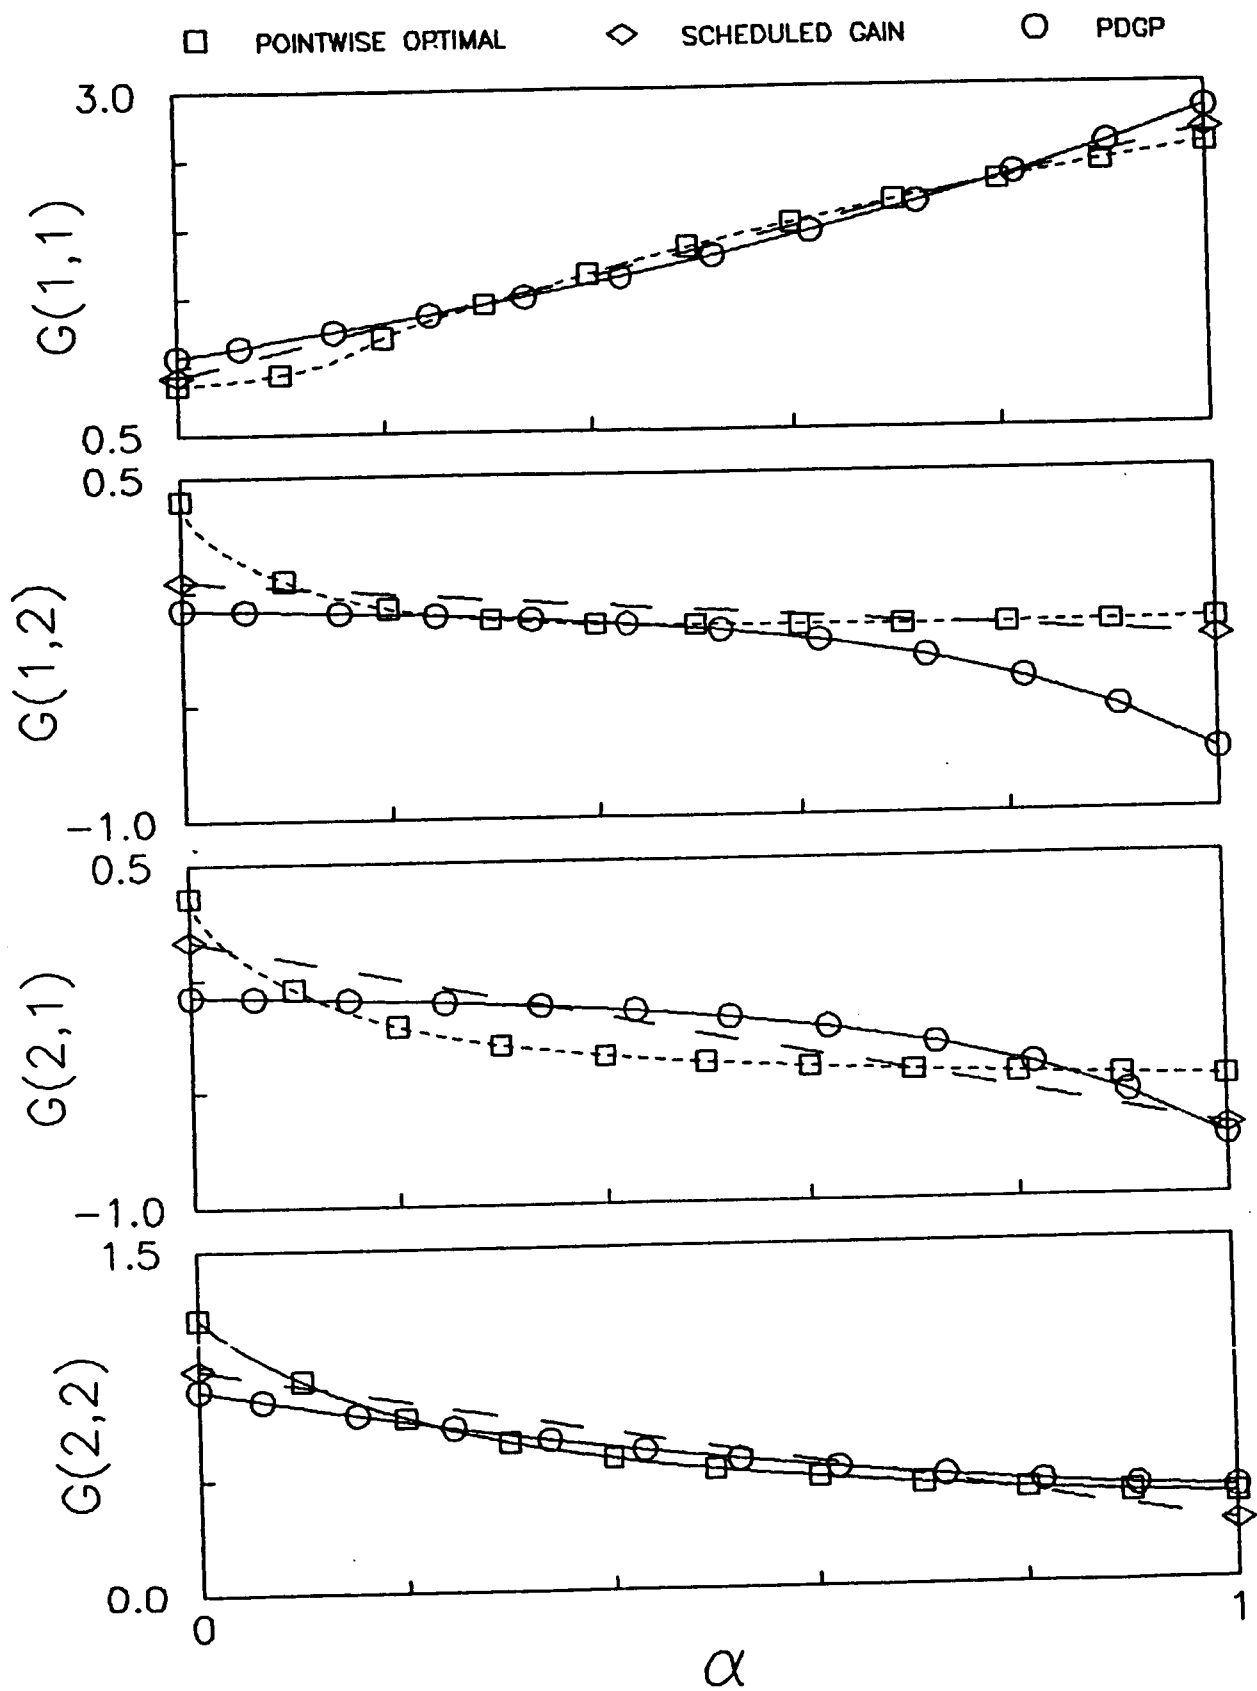 POINTWISE OPTIMAL SCHEDULED GAIN PDGP
3.0
G(1,1)
0.5
0.5
G(1,2)
-1.0
0.5
G(2,1)
-1.0
1.5
G(2,2)
0.0
0 1
α